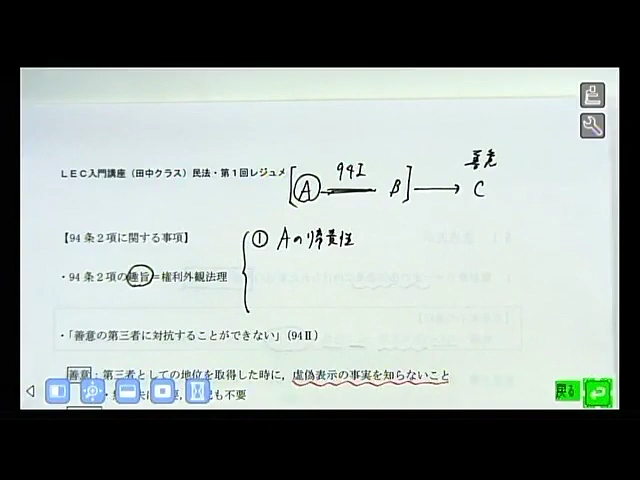 善意
94Ⅰ
LEC入門講座（田中クラス）民法・第1回レジュメ
[A B] → C
【94条2項に関する事項】
① Aの帰責性
・94条2項の趣旨＝権利外観法理
・「善意の第三者に対抗することができない」（94Ⅱ）
善意：第三者としての地位を取得した時に，虚偽表示の事実を知らないこと
も不要
戻る